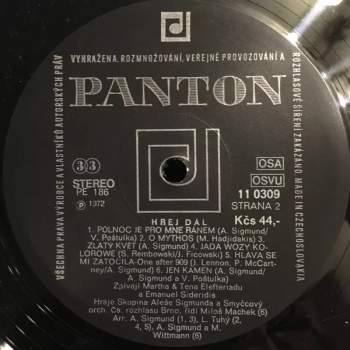 VŠECHNA PRÁVA VÝROBCE A VLASTNÍKŮ AUTORSKÝCH PRÁV
VYHRAŽENA. ROZMNOŽOVÁNÍ, VEŘEJNÉ PROVOZOVÁNÍ A
ROZHLASOVÉ ŠÍŘENÍ ZAKÁZÁNO. MADE IN CZECHOSLOVAKIA
PANTON
33
STEREO
PE 186
℗ 1972
OSA
OSVU
11 0309
STRANA 2
Kčs 44,-
HREJ DÁL
1. POLNOC JE PRO MNE RÁNEM (A. Sigmund/
V. Poštulka) 2. O MYTHOS (M. Hadjidakis) 3.
ZLATÝ KVĚT (A. Sigmund) 4. JADA WOZY KO-
LOROWE (S. Rembowski/J. Ficowski) 5. HLAVA SE
MI ZATOČILA-One after 909 (J. Lennon, P. McCart-
ney/A. Sigmund) 6. JEN KÁMEN (A. Sigmund/
A. Sigmund a V. Poštulka)
Zpívají Martha & Tena Elefteriadu
a Emanuel Sideridis
Hraje Skupina Aleše Sigmunda a Smyčcový
orch. Čs. rozhlasu Brno, řídí Miloš Machek (6)
Arr.: A. Sigmund (1, 3), L. Tuhý (2,
4, 5), A. Sigmund a M.
Wittmann (6)